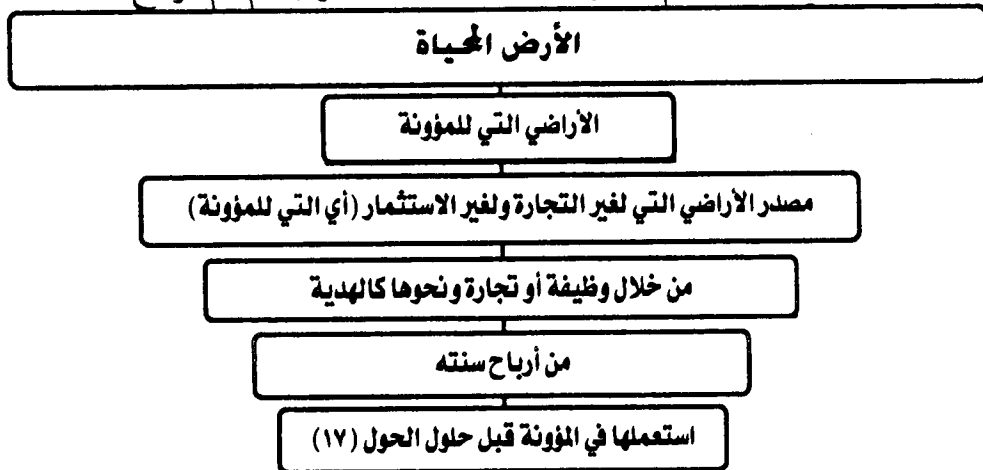 الأرض المحياة
الأراضي التي للمؤونة
مصدر الأراضي التي لغير التجارة ولغير الاستثمار (أي التي للمؤونة)
من خلال وظيفة أو تجارة ونحوها كالهدية
من أرباح سنته
استعملها في المؤونة قبل حلول الحول (١٧)